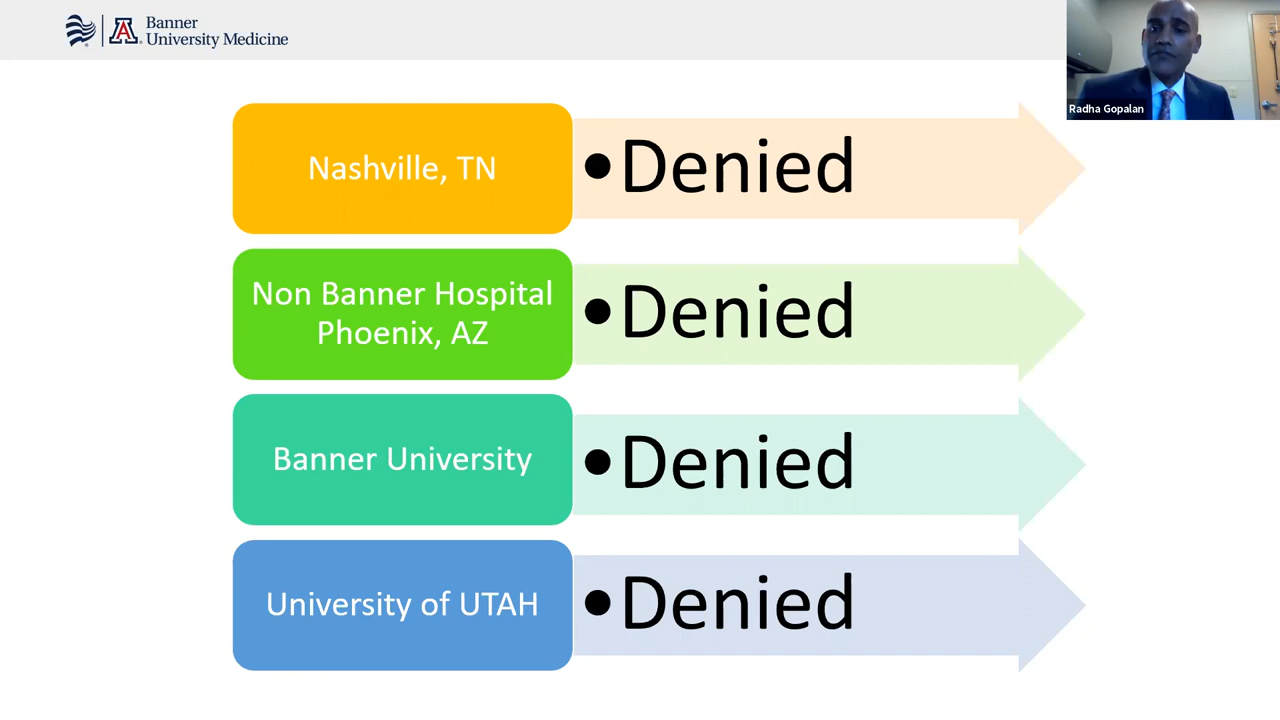 Banner
University Medicine
Radha Gopalan
Nashville, TN
•Denied
Non Banner Hospital
Phoenix, AZ
•Denied
Banner University
•Denied
University of UTAH
•Denied